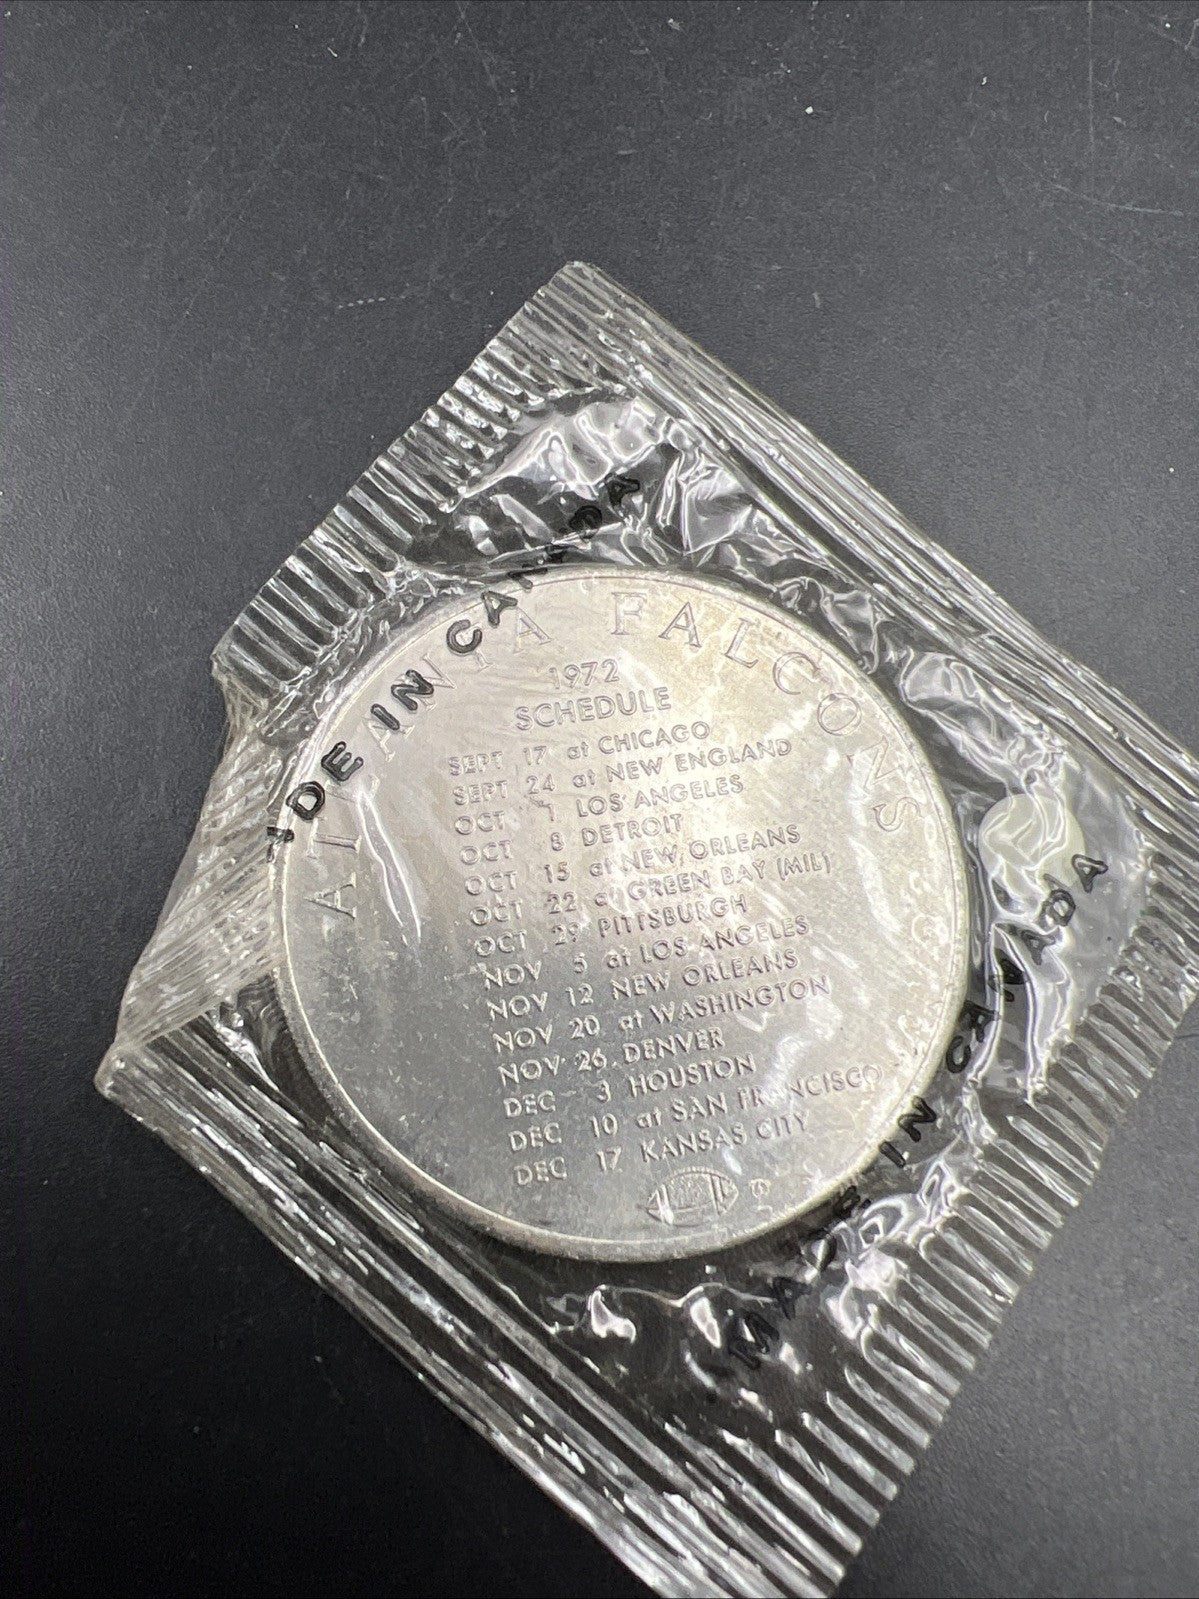 ATLANTA FALCONS
1972
SCHEDULE
SEPT 17 at CHICAGO
SEPT 24 at NEW ENGLAND
OCT 1 LOS ANGELES
OCT 8 DETROIT
OCT 15 at NEW ORLEANS
OCT 22 at GREEN BAY (MIL)
OCT 29 PITTSBURGH
NOV 5 at LOS ANGELES
NOV 12 NEW ORLEANS
NOV 20 at WASHINGTON
NOV 26 DENVER
DEC 3 HOUSTON
DEC 10 at SAN FRANCISCO
DEC 17 KANSAS CITY
MADE IN CANADA
MADE IN CANADA